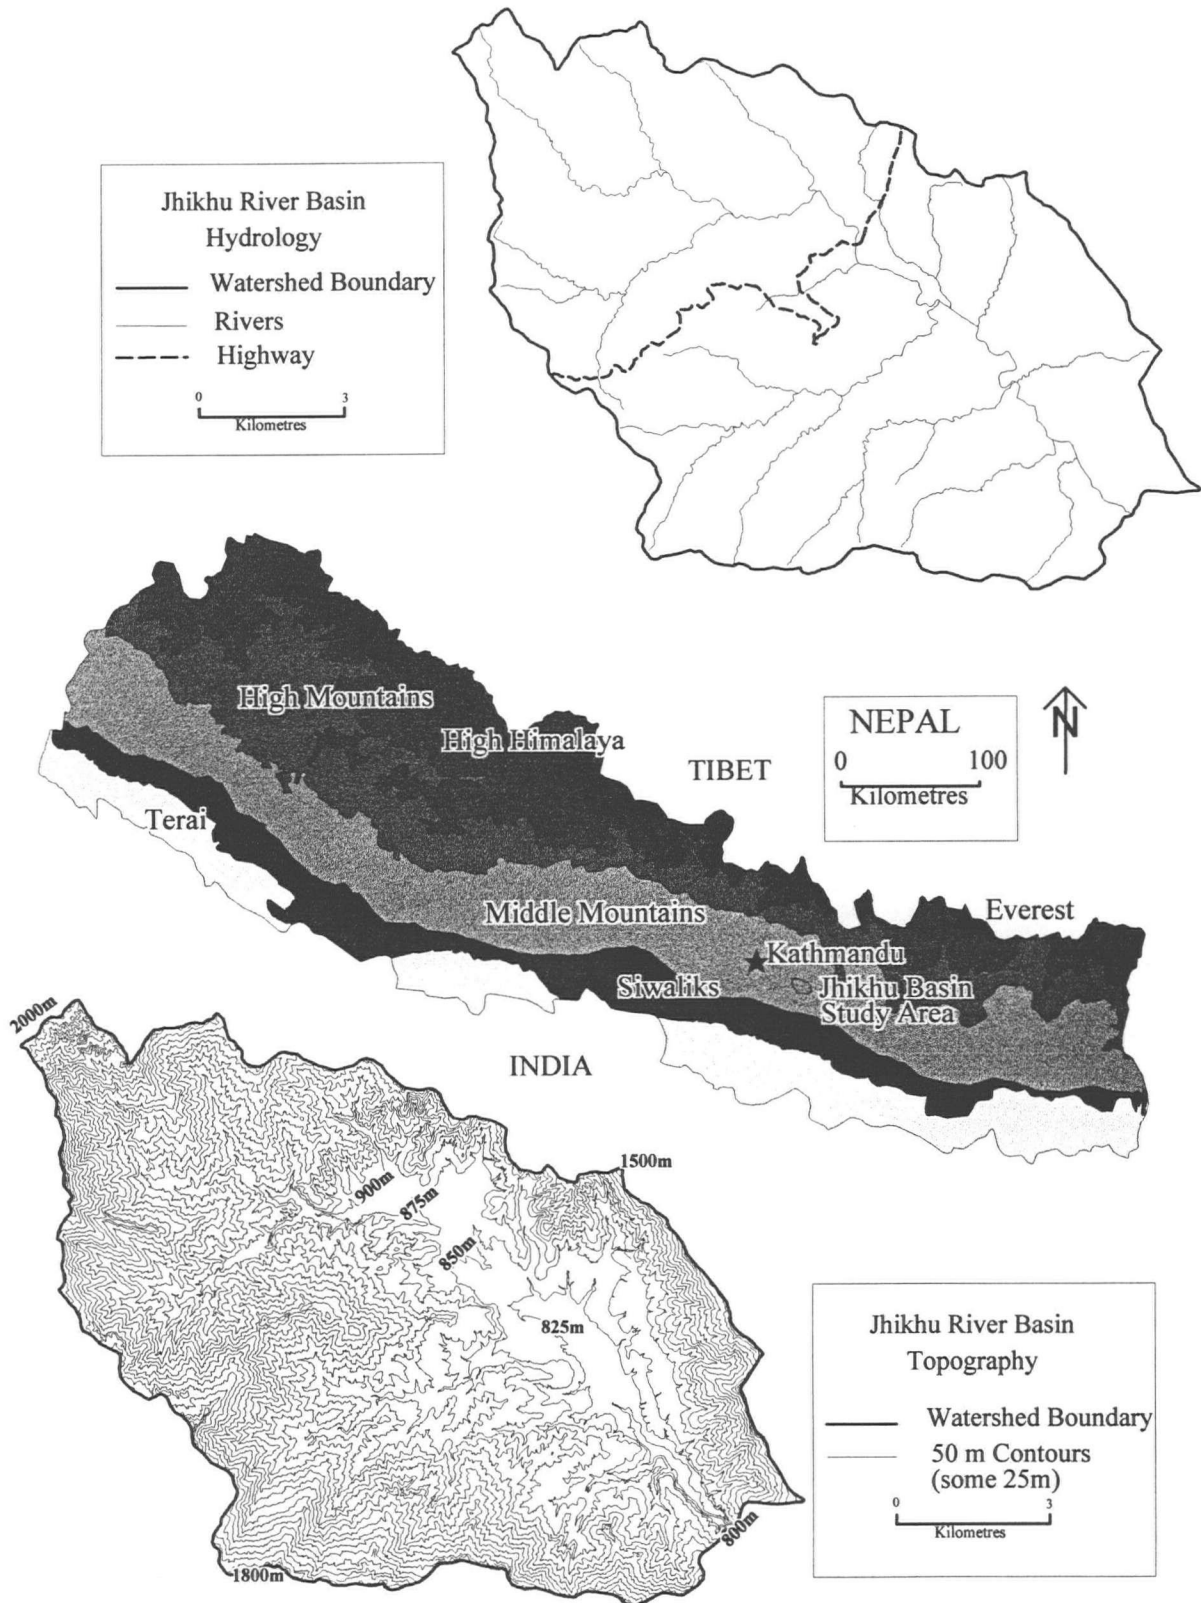 Jhikhu River Basin
Hydrology
Watershed Boundary
Rivers
Highway
0 3
Kilometres
High Mountains
High Himalaya
TIBET
NEPAL
0 100
Kilometres
N
Terai
Middle Mountains
Everest
Kathmandu
Siwaliks
Jhikhu Basin
Study Area
INDIA
2000m
1500m
900m
875m
850m
825m
800m
1800m
Jhikhu River Basin
Topography
Watershed Boundary
50 m Contours
(some 25m)
0 3
Kilometres